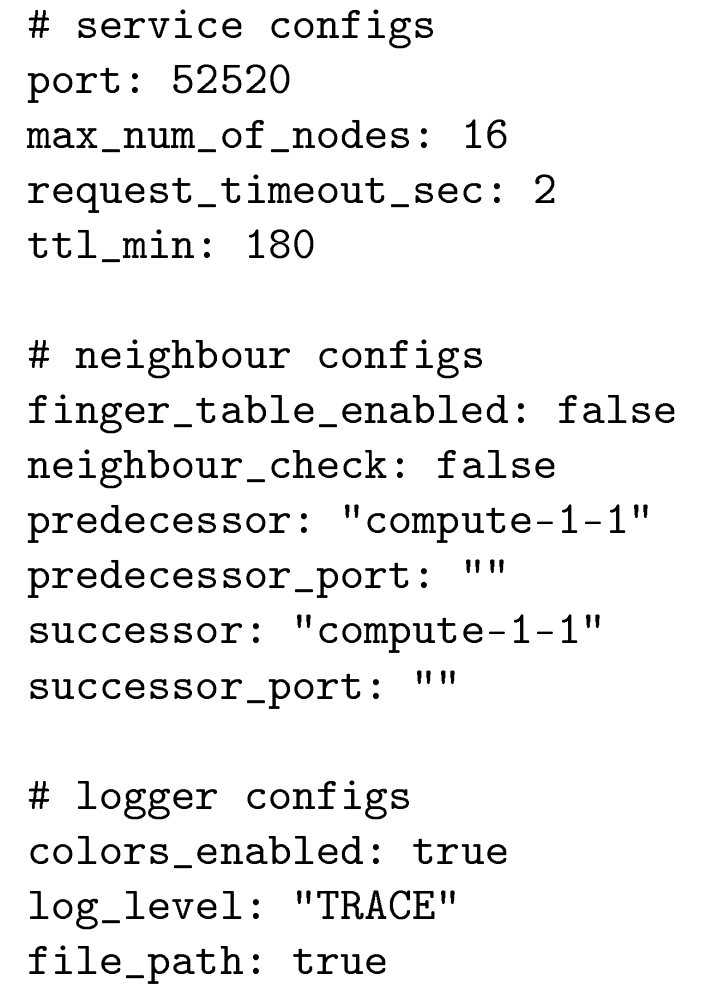 # service configs
port: 52520
max_num_of_nodes: 16
request_timeout_sec: 2
ttl_min: 180

# neighbour configs
finger_table_enabled: false
neighbour_check: false
predecessor: "compute-1-1"
predecessor_port: ""
successor: "compute-1-1"
successor_port: ""

# logger configs
colors_enabled: true
log_level: "TRACE"
file_path: true